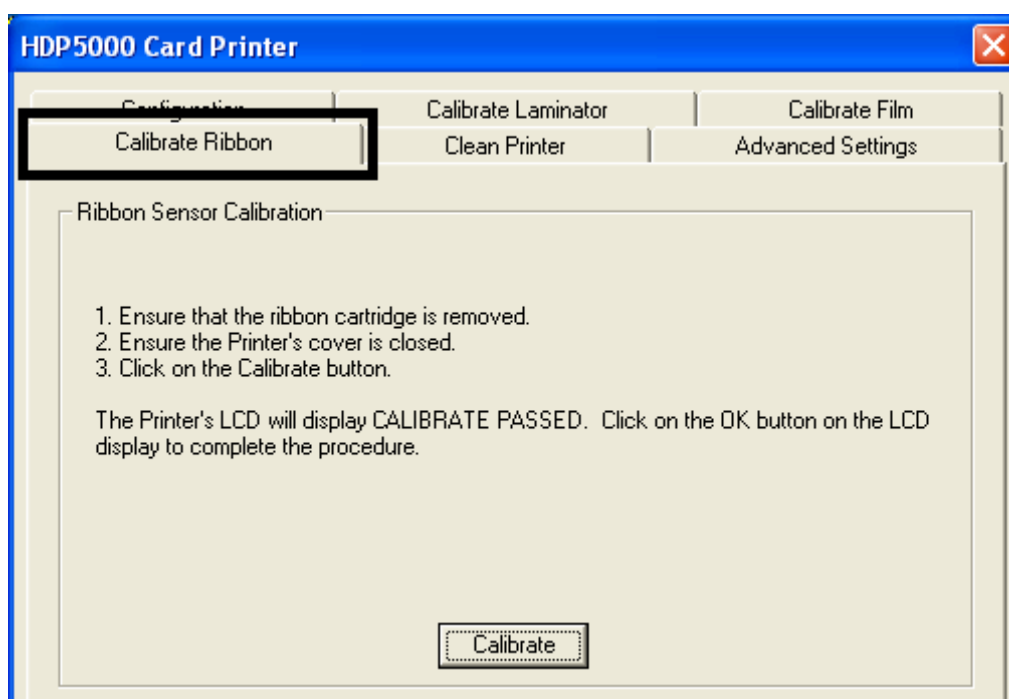 HDP5000 Card Printer
Configuration Calibrate Laminator Calibrate Film
Calibrate Ribbon Clean Printer Advanced Settings
Ribbon Sensor Calibration
1. Ensure that the ribbon cartridge is removed.
2. Ensure the Printer's cover is closed.
3. Click on the Calibrate button.
The Printer's LCD will display CALIBRATE PASSED. Click on the OK button on the LCD
display to complete the procedure.
Calibrate